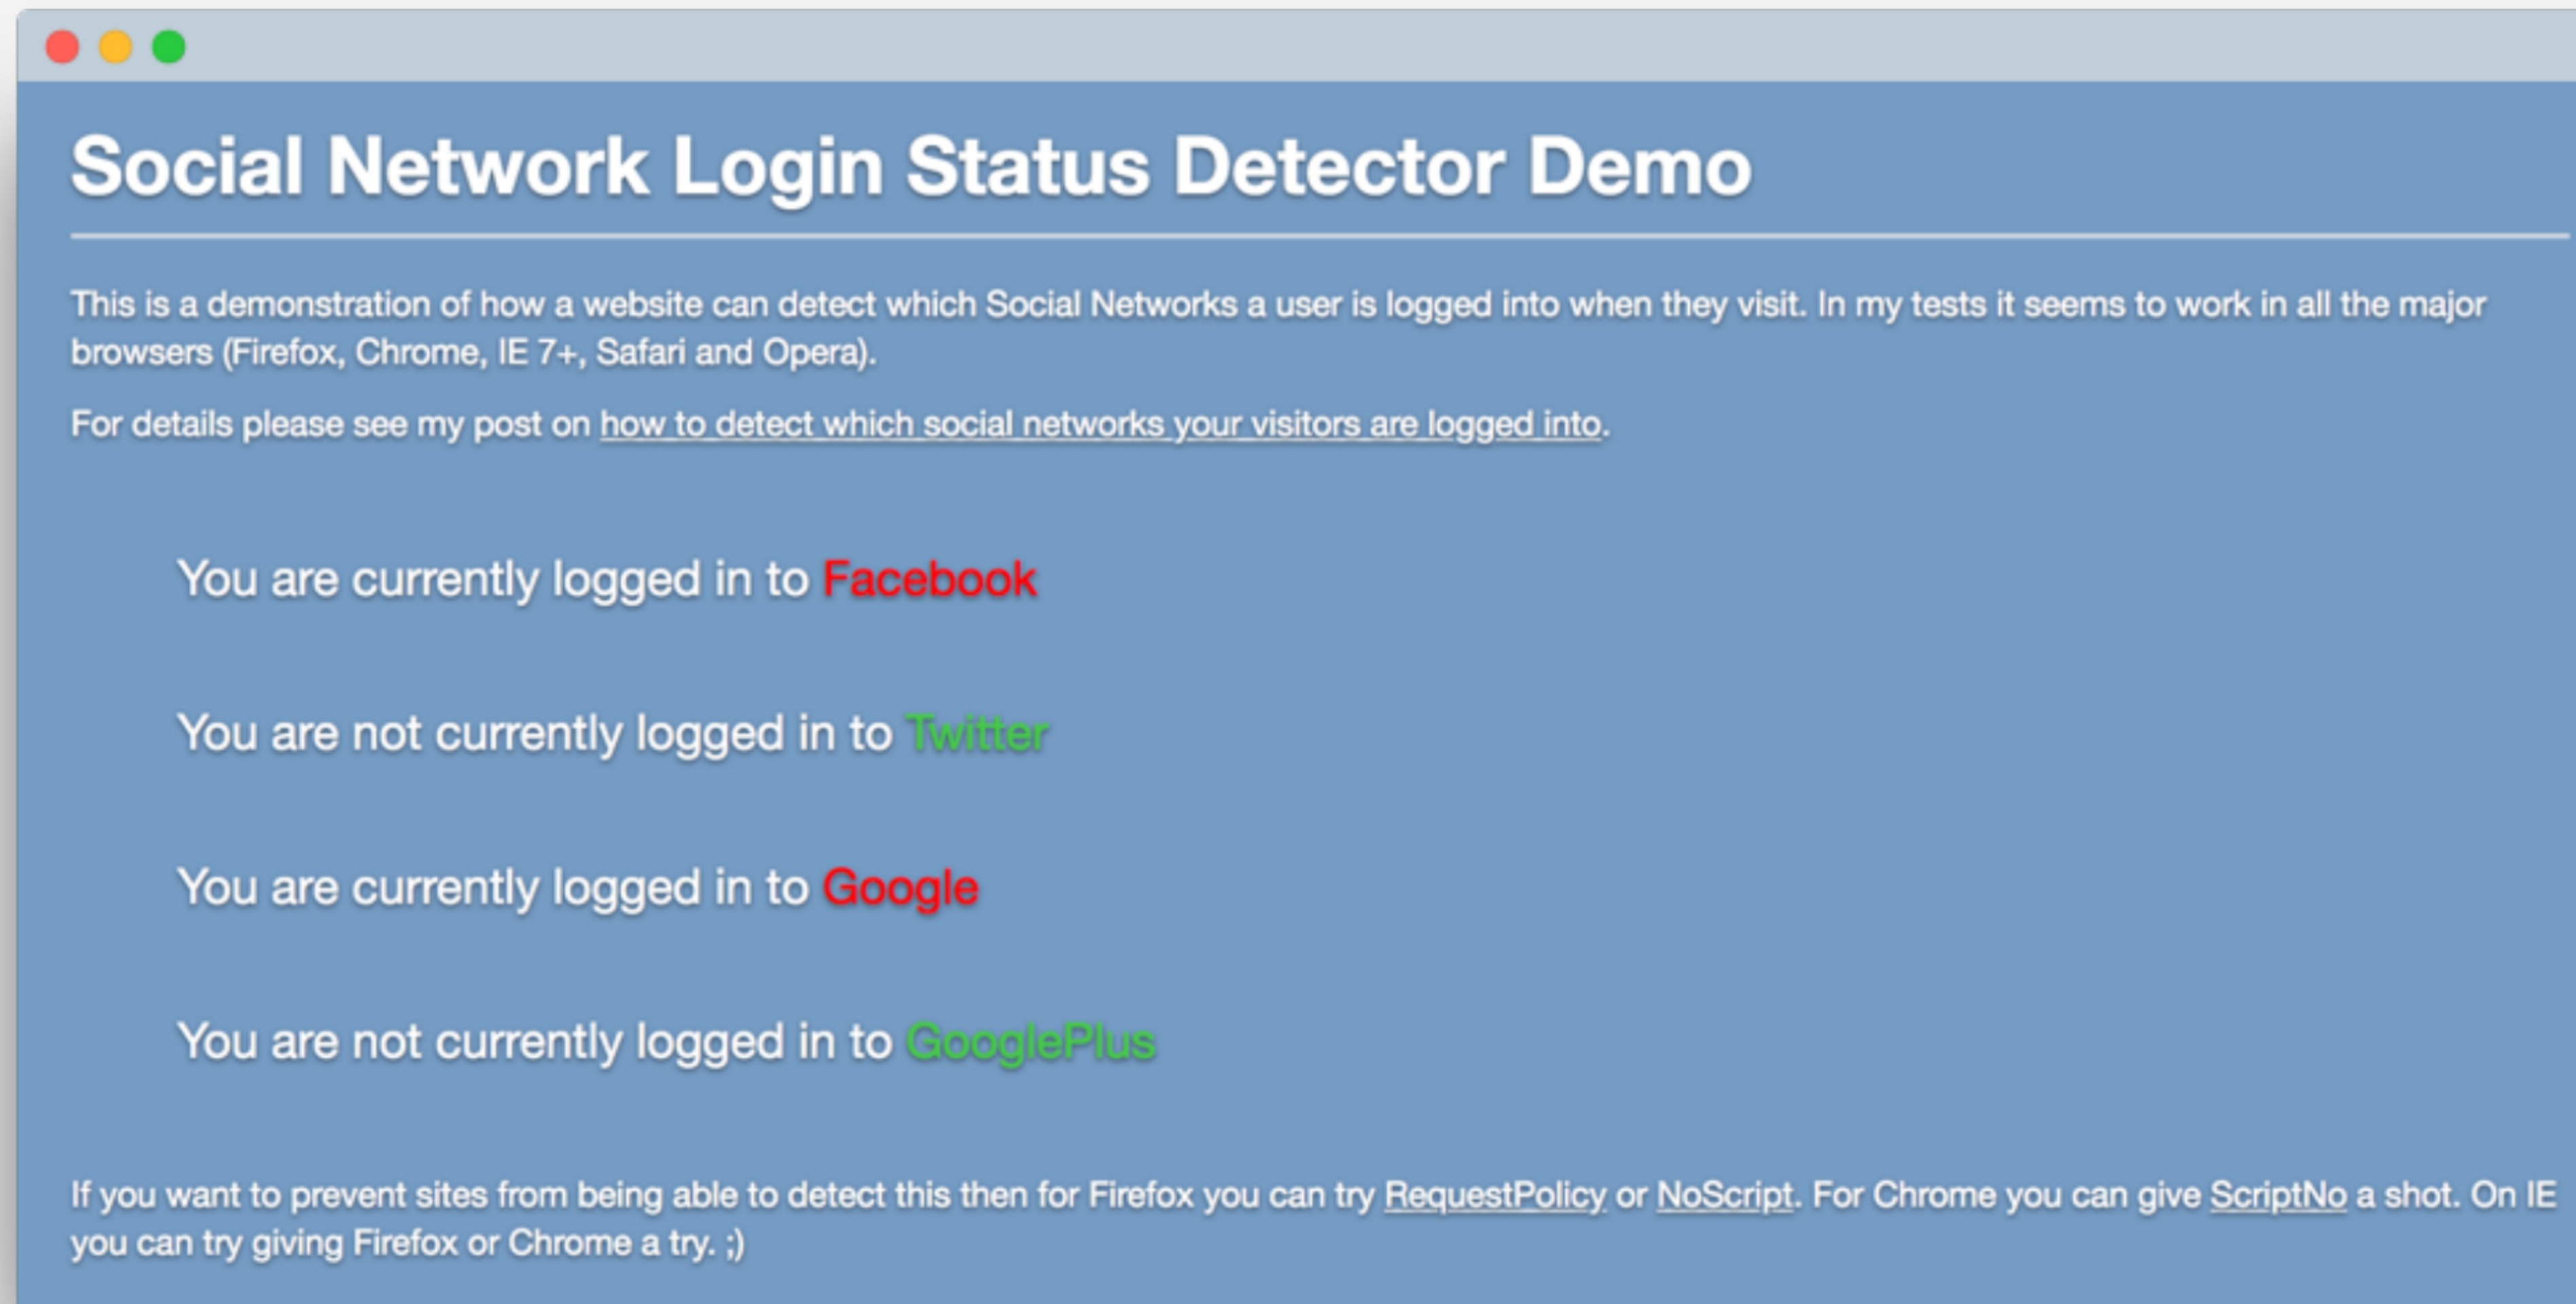 Social Network Login Status Detector Demo
This is a demonstration of how a website can detect which Social Networks a user is logged into when they visit. In my tests it seems to work in all the major
browsers (Firefox, Chrome, IE 7+, Safari and Opera).
For details please see my post on how to detect which social networks your visitors are logged into.
You are currently logged in to Facebook
You are not currently logged in to Twitter
You are currently logged in to Google
You are not currently logged in to GooglePlus
If you want to prevent sites from being able to detect this then for Firefox you can try RequestPolicy or NoScript. For Chrome you can give ScriptNo a shot. On IE
you can try giving Firefox or Chrome a try. ;)